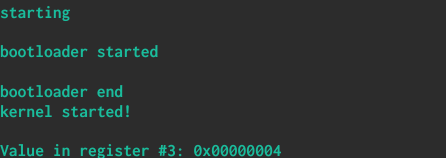 starting
bootloader started
bootloader end
kernel started!
Value in register #3: 0x00000004